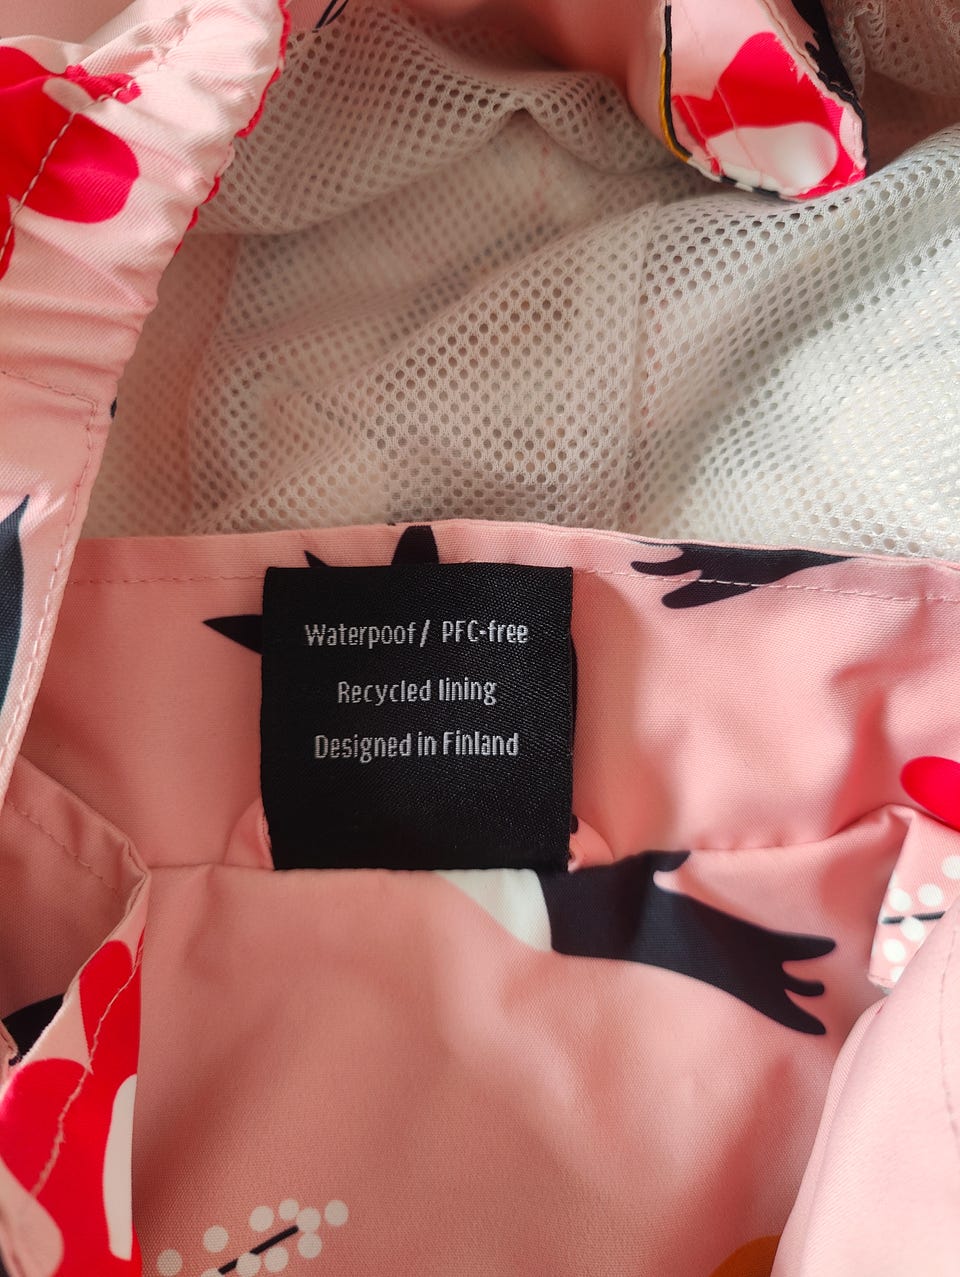 Waterpoof / PFC-free
Recycled lining
Designed in Finland